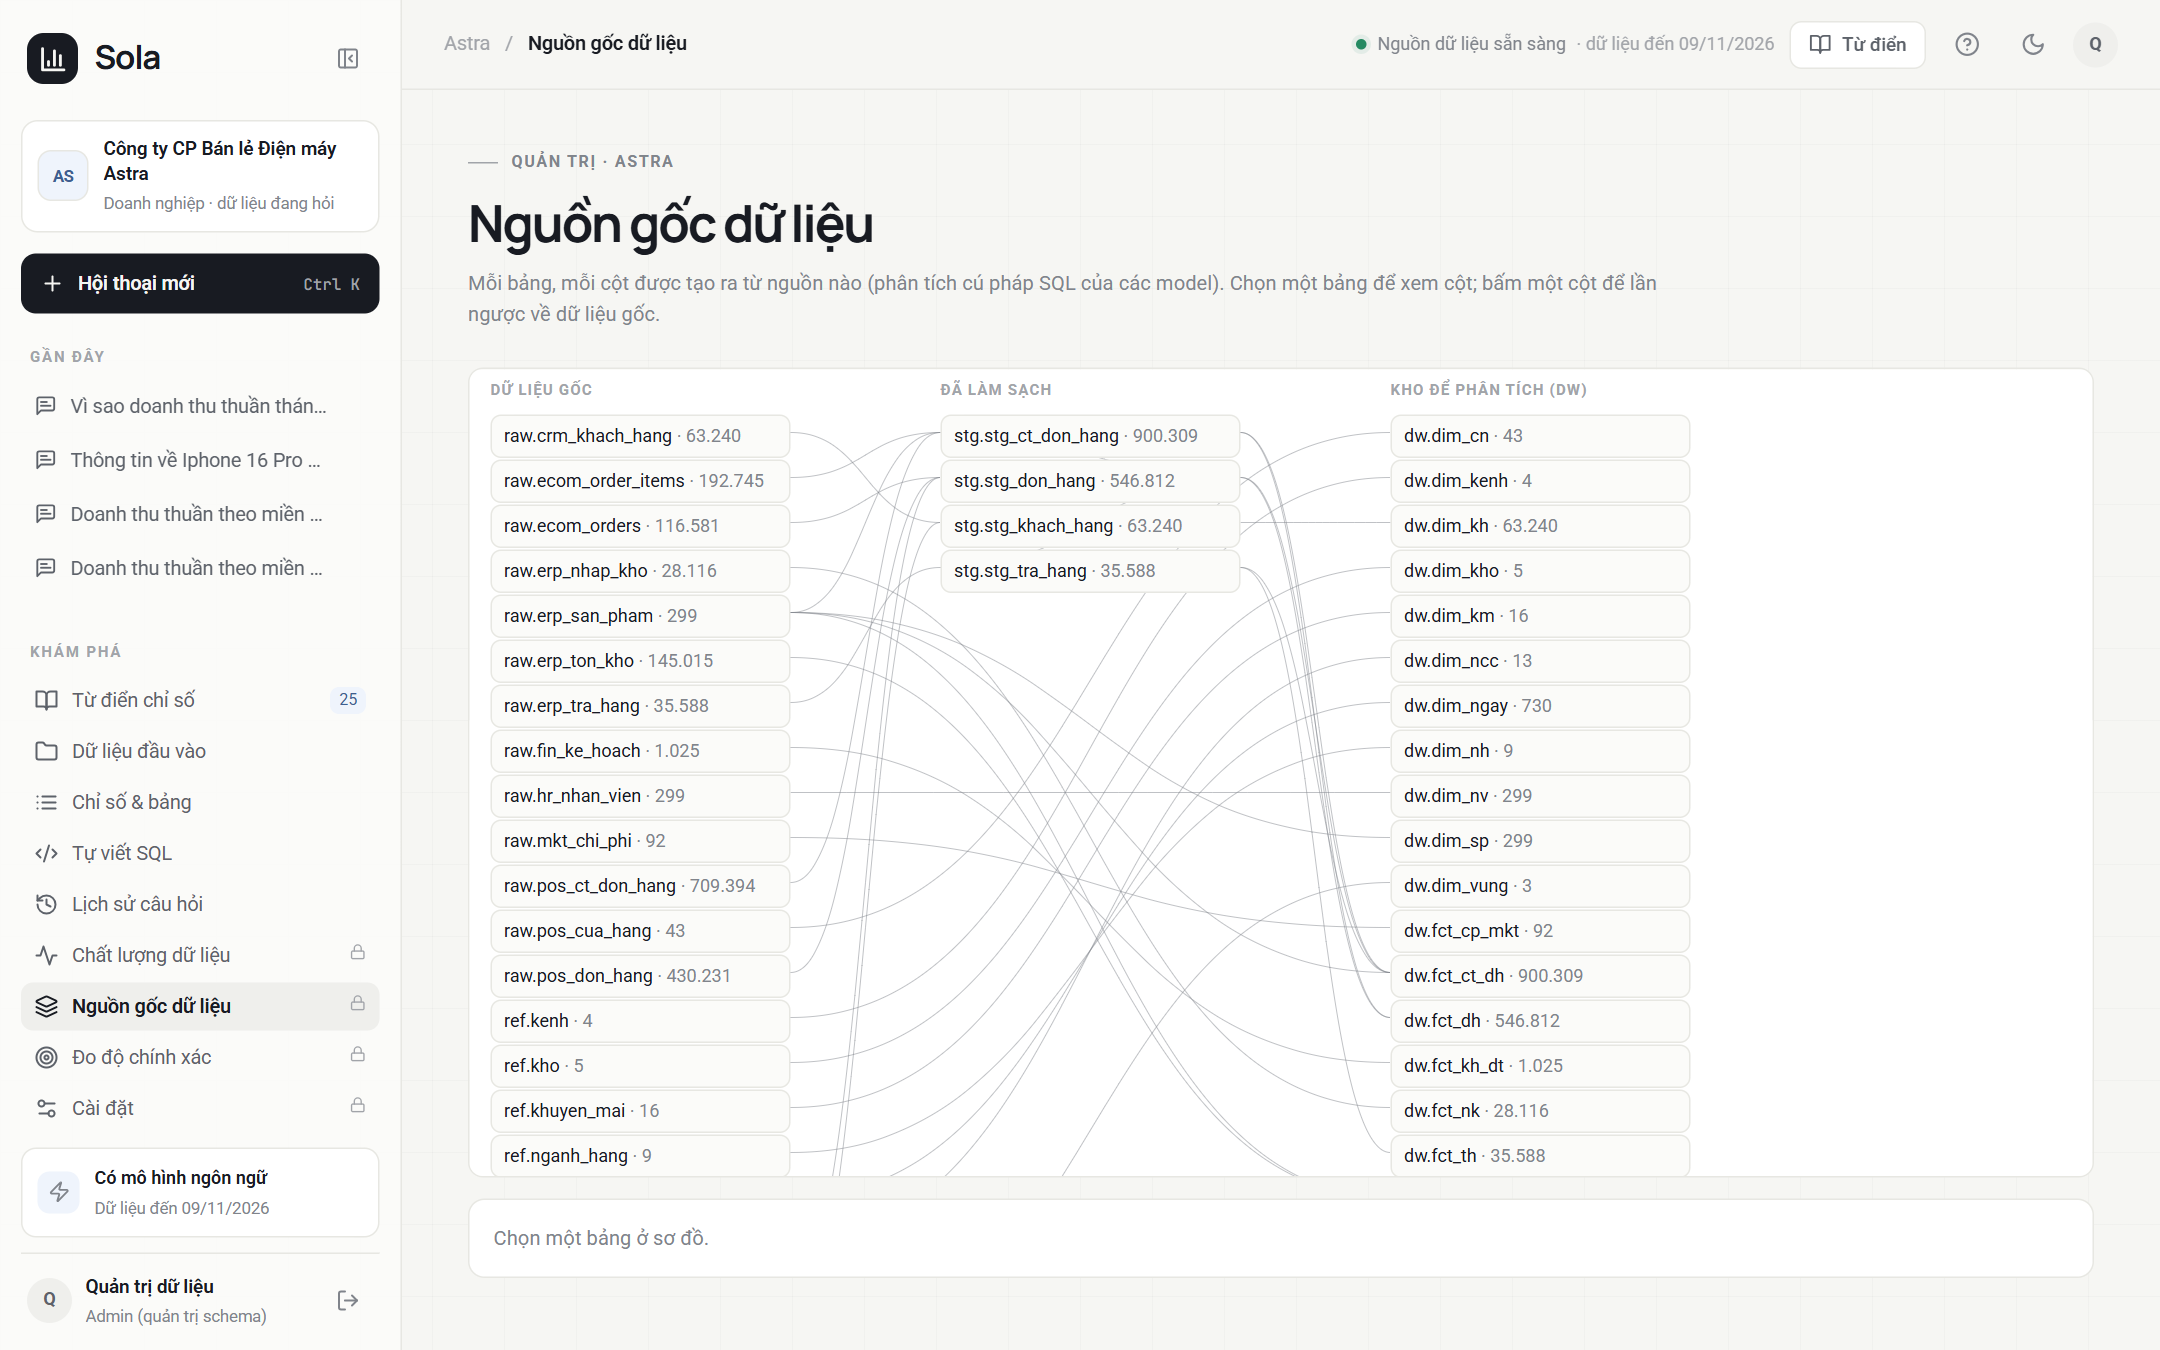 Sola
AS
Công ty CP Bán lẻ Điện máy
Astra
Doanh nghiệp · dữ liệu đang hỏi
Hội thoại mới
Ctrl K
GẦN ĐÂY
Vì sao doanh thu thuần thán...
Thông tin về Iphone 16 Pro ...
Doanh thu thuần theo miền ...
Doanh thu thuần theo miền ...
KHÁM PHÁ
Từ điển chỉ số
25
Dữ liệu đầu vào
Chỉ số & bảng
Tự viết SQL
Lịch sử câu hỏi
Chất lượng dữ liệu
Nguồn gốc dữ liệu
Đo độ chính xác
Cài đặt
Có mô hình ngôn ngữ
Dữ liệu đến 09/11/2026
Q
Quản trị dữ liệu
Admin (quản trị schema)
Astra / Nguồn gốc dữ liệu
Nguồn dữ liệu sẵn sàng · dữ liệu đến 09/11/2026
Từ điển
Q
QUẢN TRỊ · ASTRA
Nguồn gốc dữ liệu
Mỗi bảng, mỗi cột được tạo ra từ nguồn nào (phân tích cú pháp SQL của các model). Chọn một bảng để xem cột; bấm một cột để lần
ngược về dữ liệu gốc.
DỮ LIỆU GỐC
raw.crm_khach_hang · 63.240
raw.ecom_order_items · 192.745
raw.ecom_orders · 116.581
raw.erp_nhap_kho · 28.116
raw.erp_san_pham · 299
raw.erp_ton_kho · 145.015
raw.erp_tra_hang · 35.588
raw.fin_ke_hoach · 1.025
raw.hr_nhan_vien · 299
raw.mkt_chi_phi · 92
raw.pos_ct_don_hang · 709.394
raw.pos_cua_hang · 43
raw.pos_don_hang · 430.231
ref.kenh · 4
ref.kho · 5
ref.khuyen_mai · 16
ref.nganh_hang · 9
ĐÃ LÀM SẠCH
stg.stg_ct_don_hang · 900.309
stg.stg_don_hang · 546.812
stg.stg_khach_hang · 63.240
stg.stg_tra_hang · 35.588
KHO ĐỂ PHÂN TÍCH (DW)
dw.dim_cn · 43
dw.dim_kenh · 4
dw.dim_kh · 63.240
dw.dim_kho · 5
dw.dim_km · 16
dw.dim_ncc · 13
dw.dim_ngay · 730
dw.dim_nh · 9
dw.dim_nv · 299
dw.dim_sp · 299
dw.dim_vung · 3
dw.fct_cp_mkt · 92
dw.fct_ct_dh · 900.309
dw.fct_dh · 546.812
dw.fct_kh_dt · 1.025
dw.fct_nk · 28.116
dw.fct_th · 35.588
Chọn một bảng ở sơ đồ.